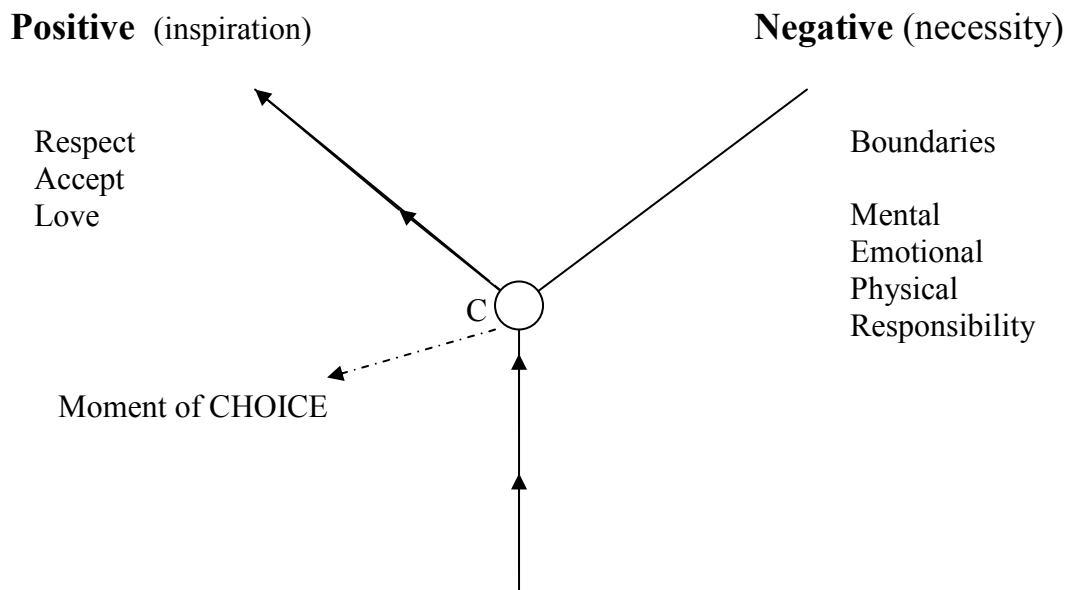 Positive (inspiration)
Negative (necessity)
Respect
Accept
Love
Boundaries
Mental
Emotional
Physical
Responsibility
C
Moment of CHOICE